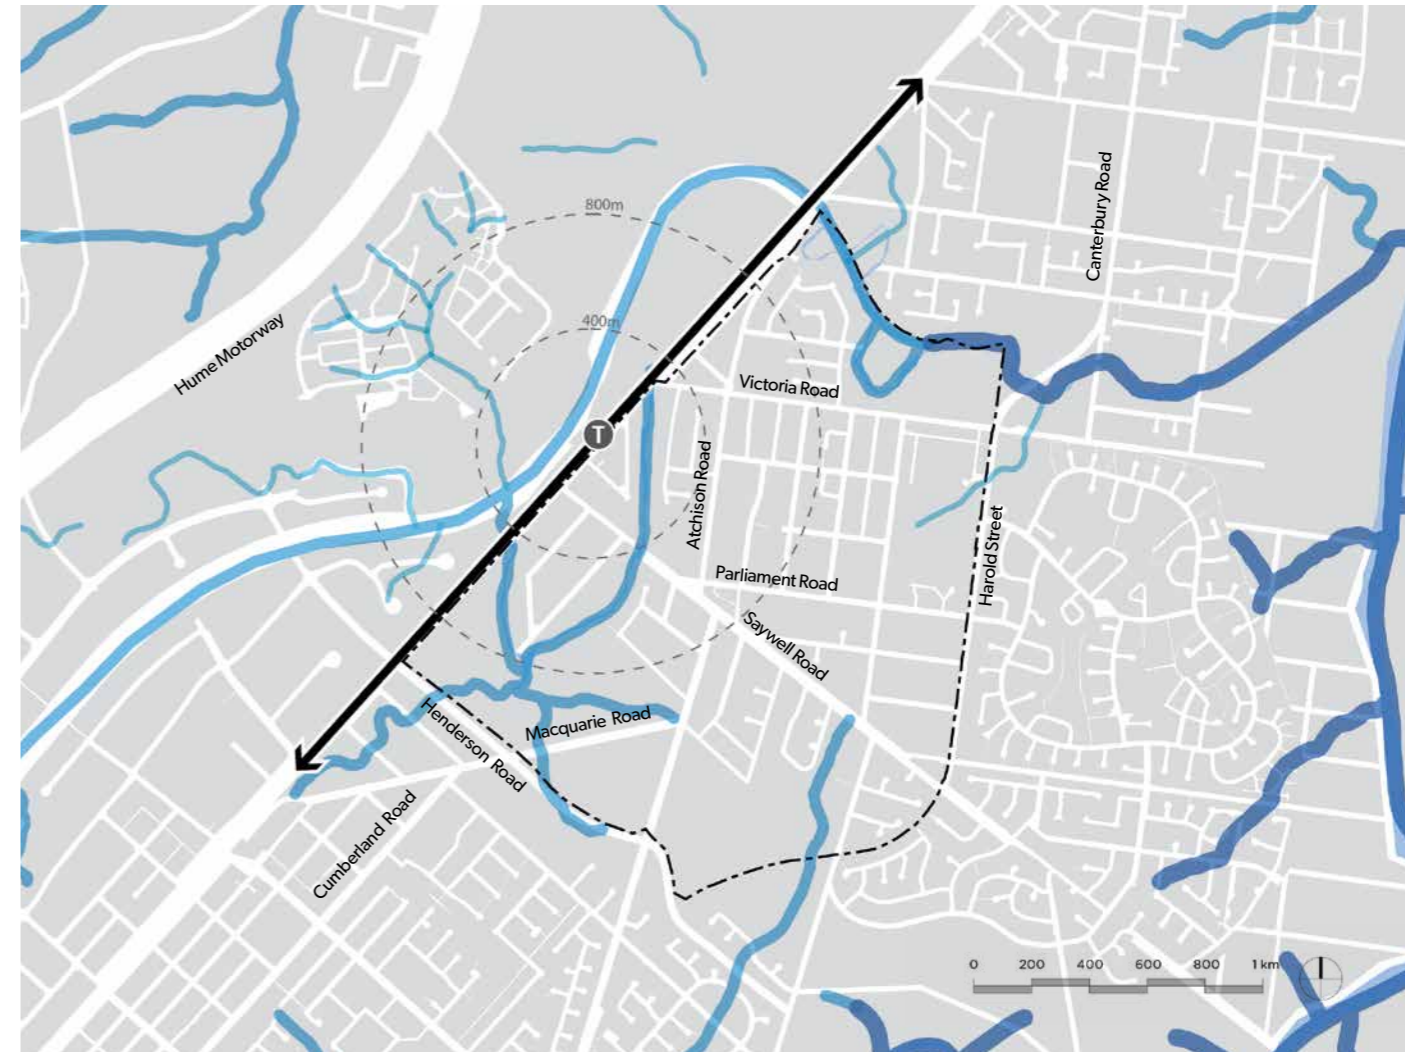 800m
Canterbury Road
400m
Hume Motorway
Victoria Road
T
Atchison Road
Harold Street
Parliament Road
Saywell Road
Henderson Road
Macquarie Road
Cumberland Road
0 200 400 600 800 1 km